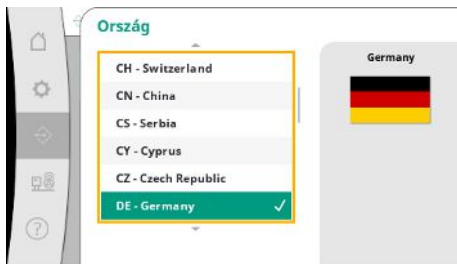 Ország
CH - Switzerland
CN - China
CS - Serbia
CY - Cyprus
CZ - Czech Republic
DE - Germany
Germany